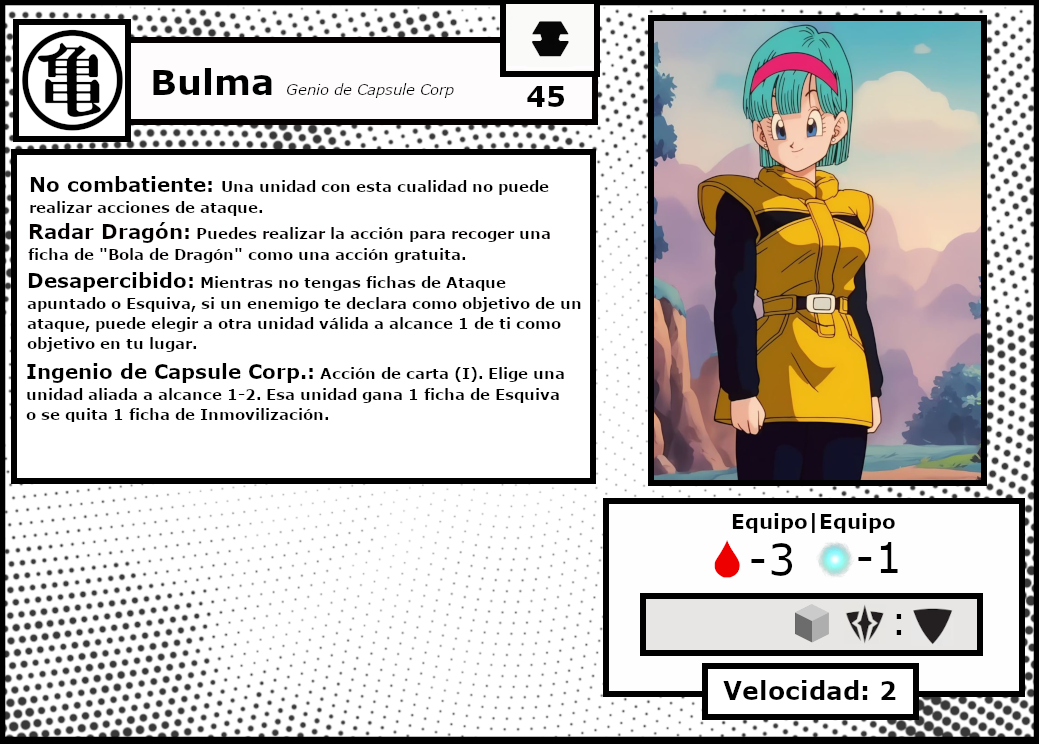 亀
Bulma Genio de Capsule Corp
45
No combatiente: Una unidad con esta cualidad no puede
realizar acciones de ataque.
Radar Dragón: Puedes realizar la acción para recoger una
ficha de "Bola de Dragón" como una acción gratuita.
Desapercibido: Mientras no tengas fichas de Ataque
apuntado o Esquiva, si un enemigo te declara como objetivo de un
ataque, puede elegir a otra unidad válida a alcance 1 de ti como
objetivo en tu lugar.
Ingenio de Capsule Corp.: Acción de carta (I). Elige una
unidad aliada a alcance 1-2. Esa unidad gana 1 ficha de Esquiva
o se quita 1 ficha de Inmovilización.
Equipo|Equipo
-3 -1
:
Velocidad: 2